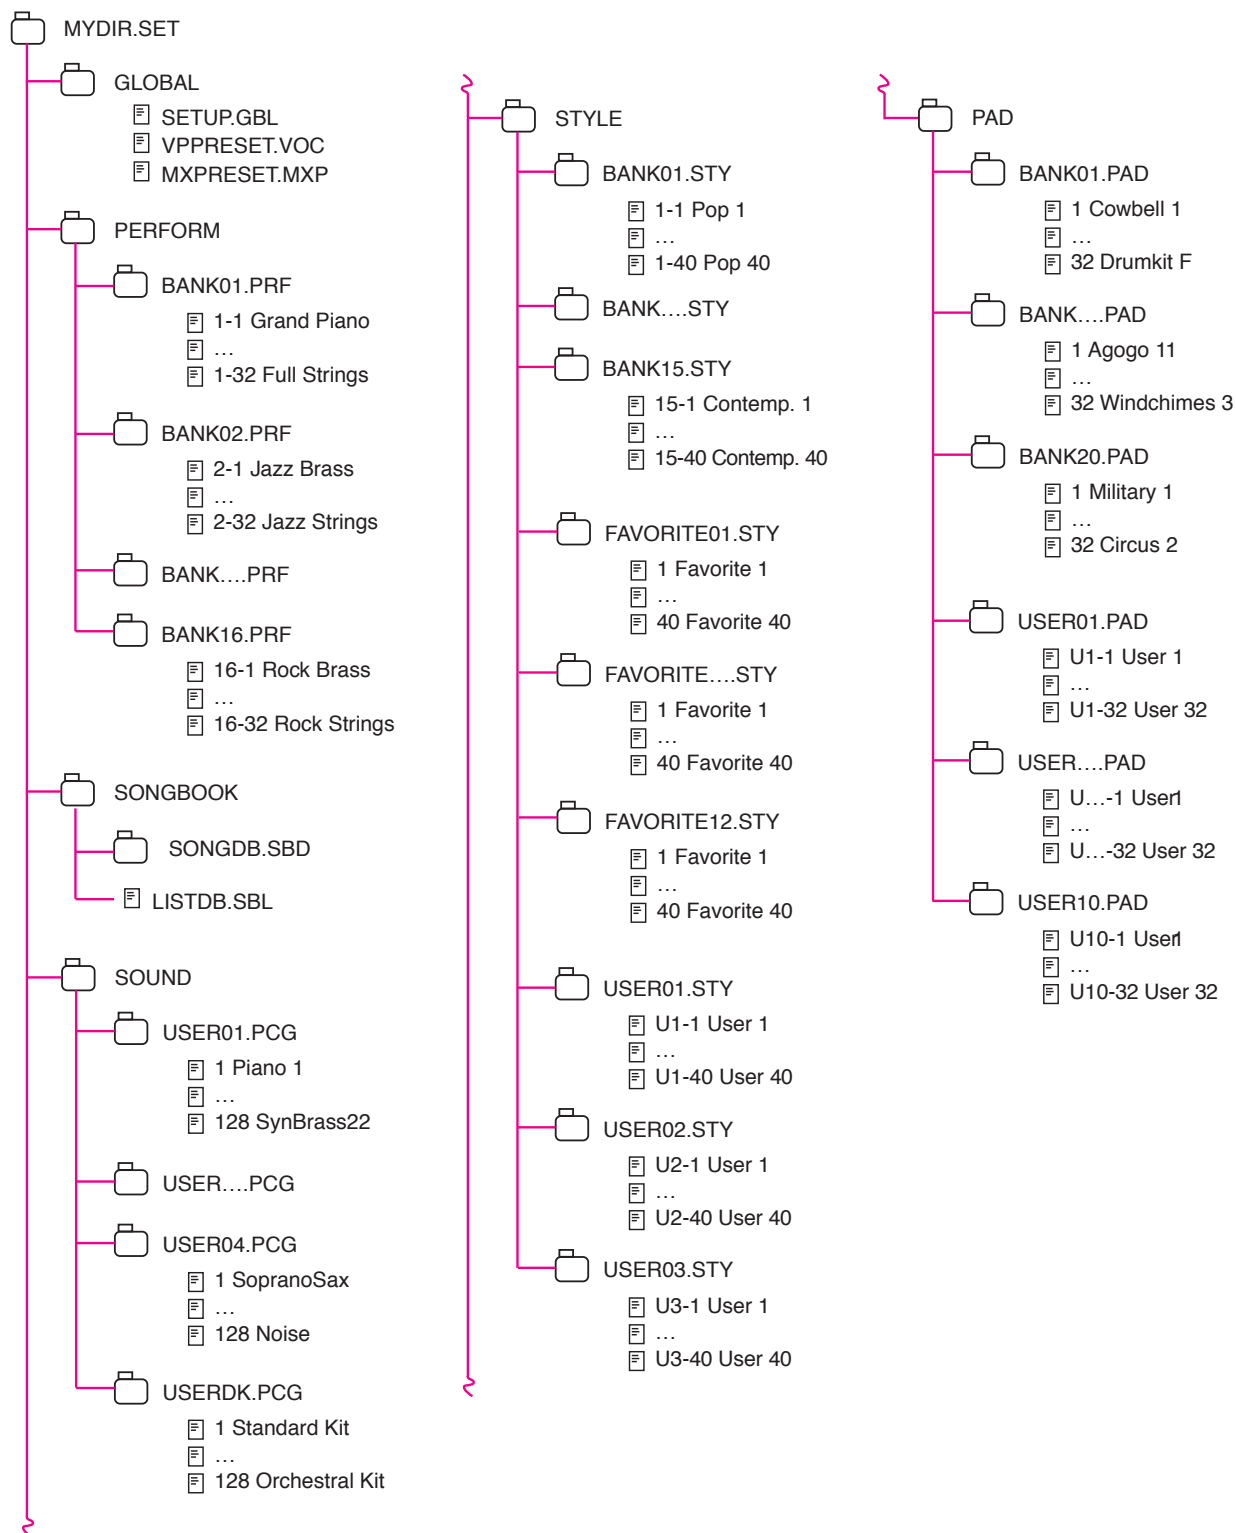 MYDIR.SET
GLOBAL
SETUP.GBL
VPPRESET.VOC
MXPRESET.MXP
PERFORM
BANK01.PRF
1-1 Grand Piano
…
1-32 Full Strings
BANK02.PRF
2-1 Jazz Brass
…
2-32 Jazz Strings
BANK….PRF
BANK16.PRF
16-1 Rock Brass
…
16-32 Rock Strings
SONGBOOK
SONGDB.SBD
LISTDB.SBL
SOUND
USER01.PCG
1 Piano 1
…
128 SynBrass22
USER….PCG
USER04.PCG
1 SopranoSax
…
128 Noise
USERDK.PCG
1 Standard Kit
…
128 Orchestral Kit
STYLE
BANK01.STY
1-1 Pop 1
…
1-40 Pop 40
BANK….STY
BANK15.STY
15-1 Contemp. 1
…
15-40 Contemp. 40
FAVORITE01.STY
1 Favorite 1
…
40 Favorite 40
FAVORITE….STY
1 Favorite 1
…
40 Favorite 40
FAVORITE12.STY
1 Favorite 1
…
40 Favorite 40
USER01.STY
U1-1 User 1
…
U1-40 User 40
USER02.STY
U2-1 User 1
…
U2-40 User 40
USER03.STY
U3-1 User 1
…
U3-40 User 40
PAD
BANK01.PAD
1 Cowbell 1
…
32 Drumkit F
BANK….PAD
1 Agogo 11
…
32 Windchimes 3
BANK20.PAD
1 Military 1
…
32 Circus 2
USER01.PAD
U1-1 User 1
…
U1-32 User 32
USER….PAD
U…-1 User1
…
U…-32 User 32
USER10.PAD
U10-1 User1
…
U10-32 User 32